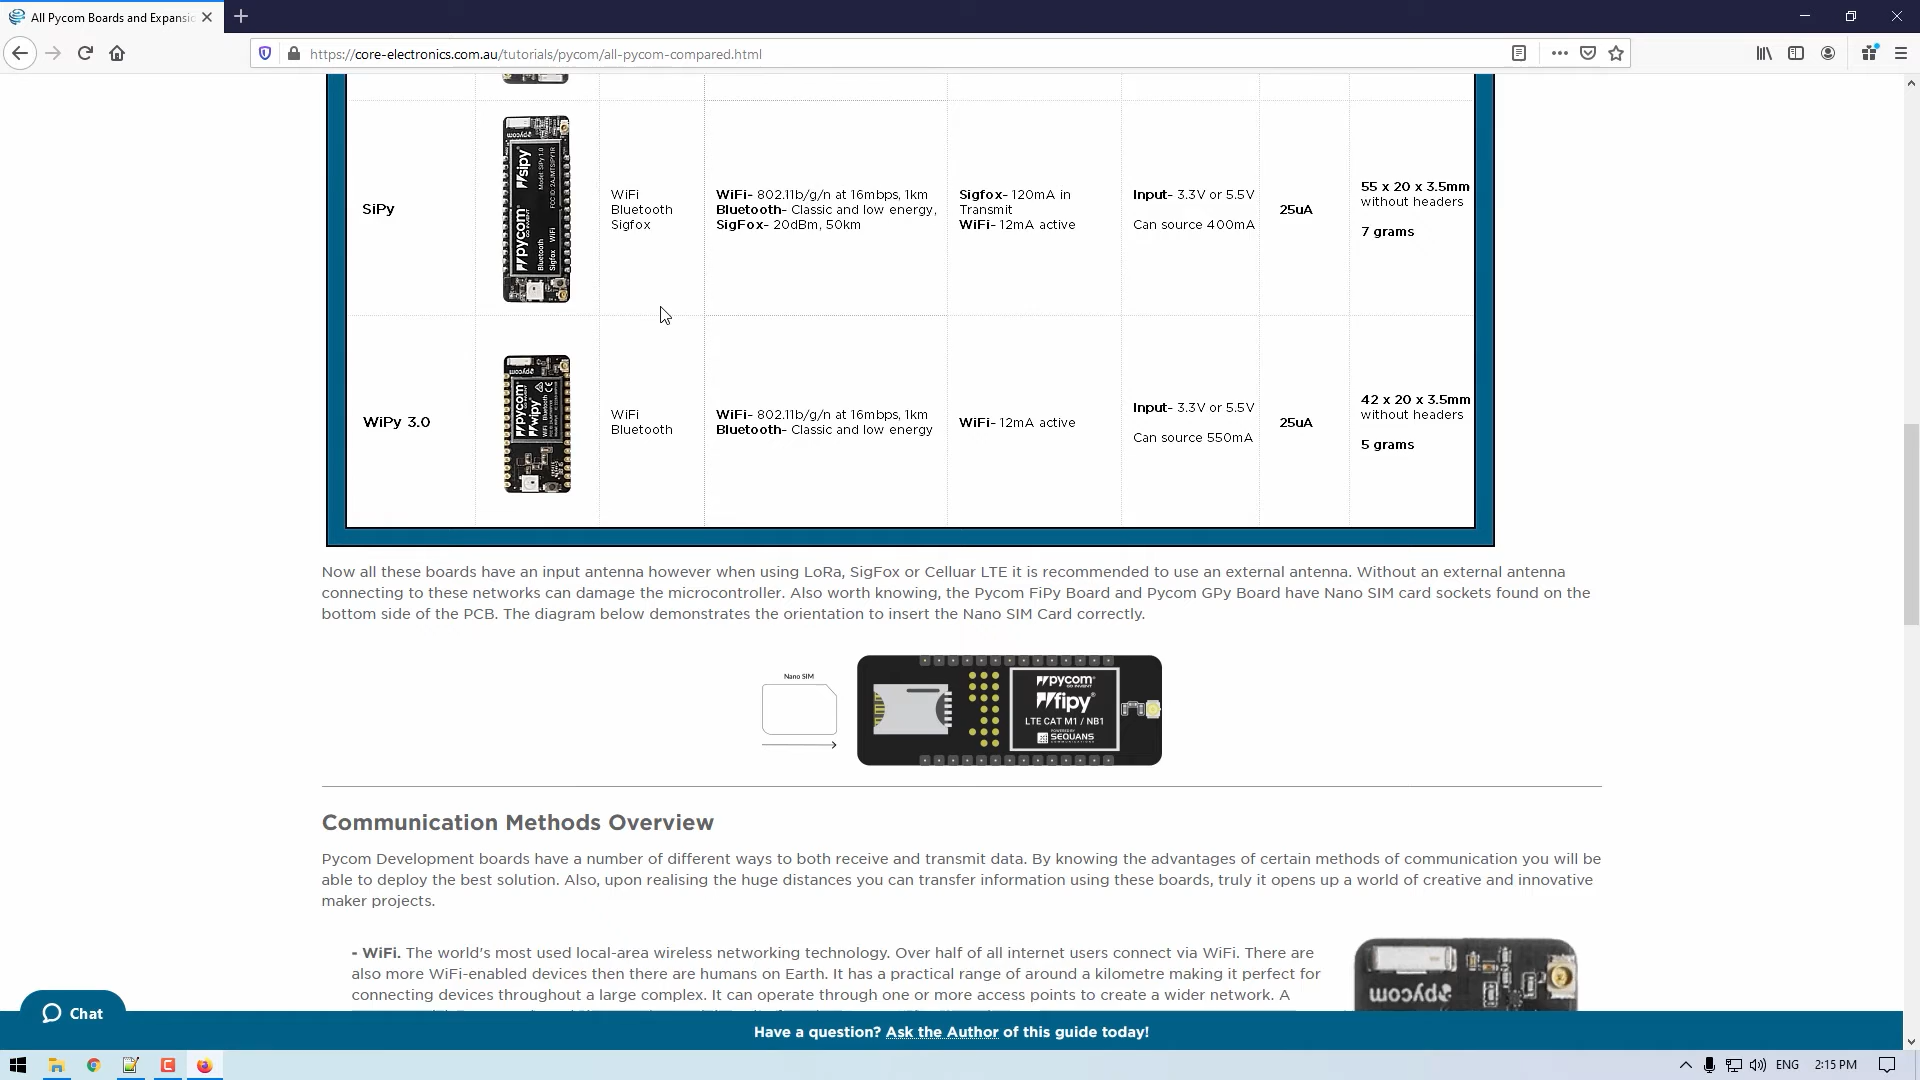 All Pycom Boards and Expansio
https://core-electronics.com.au/tutorials/pycom/all-pycom-compared.html
SiPy
WiFi
Bluetooth
Sigfox
WiFi- 802.11b/g/n at 16mbps, 1km
Bluetooth- Classic and low energy,
SigFox- 20dBm, 50km
Sigfox- 120mA in
Transmit
WiFi- 12mA active
Input- 3.3V or 5.5V
Can source 400mA
25uA
55 x 20 x 3.5mm
without headers
7 grams
pycom
sipy
Bluetooth
Sigfox WiFi
WiPy 3.0
pycom
wipy
WiFi
Bluetooth
WiFi- 802.11b/g/n at 16mbps, 1km
Bluetooth- Classic and low energy
WiFi- 12mA active
Input- 3.3V or 5.5V
Can source 550mA
25uA
42 x 20 x 3.5mm
without headers
5 grams
Now all these boards have an input antenna however when using LoRa, SigFox or Celluar LTE it is recommended to use an external antenna. Without an external antenna
connecting to these networks can damage the microcontroller. Also worth knowing, the Pycom FiPy Board and Pycom GPy Board have Nano SIM card sockets found on the
bottom side of the PCB. The diagram below demonstrates the orientation to insert the Nano SIM Card correctly.
Nano SIM
pycom
GO INVENT
fipy
LTE CAT M1 / NB1
POWERED BY
SEQUANS
COMMUNICATIONS
Communication Methods Overview
Pycom Development boards have a number of different ways to both receive and transmit data. By knowing the advantages of certain methods of communication you will be
able to deploy the best solution. Also, upon realising the huge distances you can transfer information using these boards, truly it opens up a world of creative and innovative
maker projects.
- WiFi. The world's most used local-area wireless networking technology. Over half of all internet users connect via WiFi. There are
also more WiFi-enabled devices then there are humans on Earth. It has a practical range of around a kilometre making it perfect for
connecting devices throughout a large complex. It can operate through one or more access points to create a wider network. A
pycom
Chat
Have a question? Ask the Author of this guide today!
ENG
2:15 PM